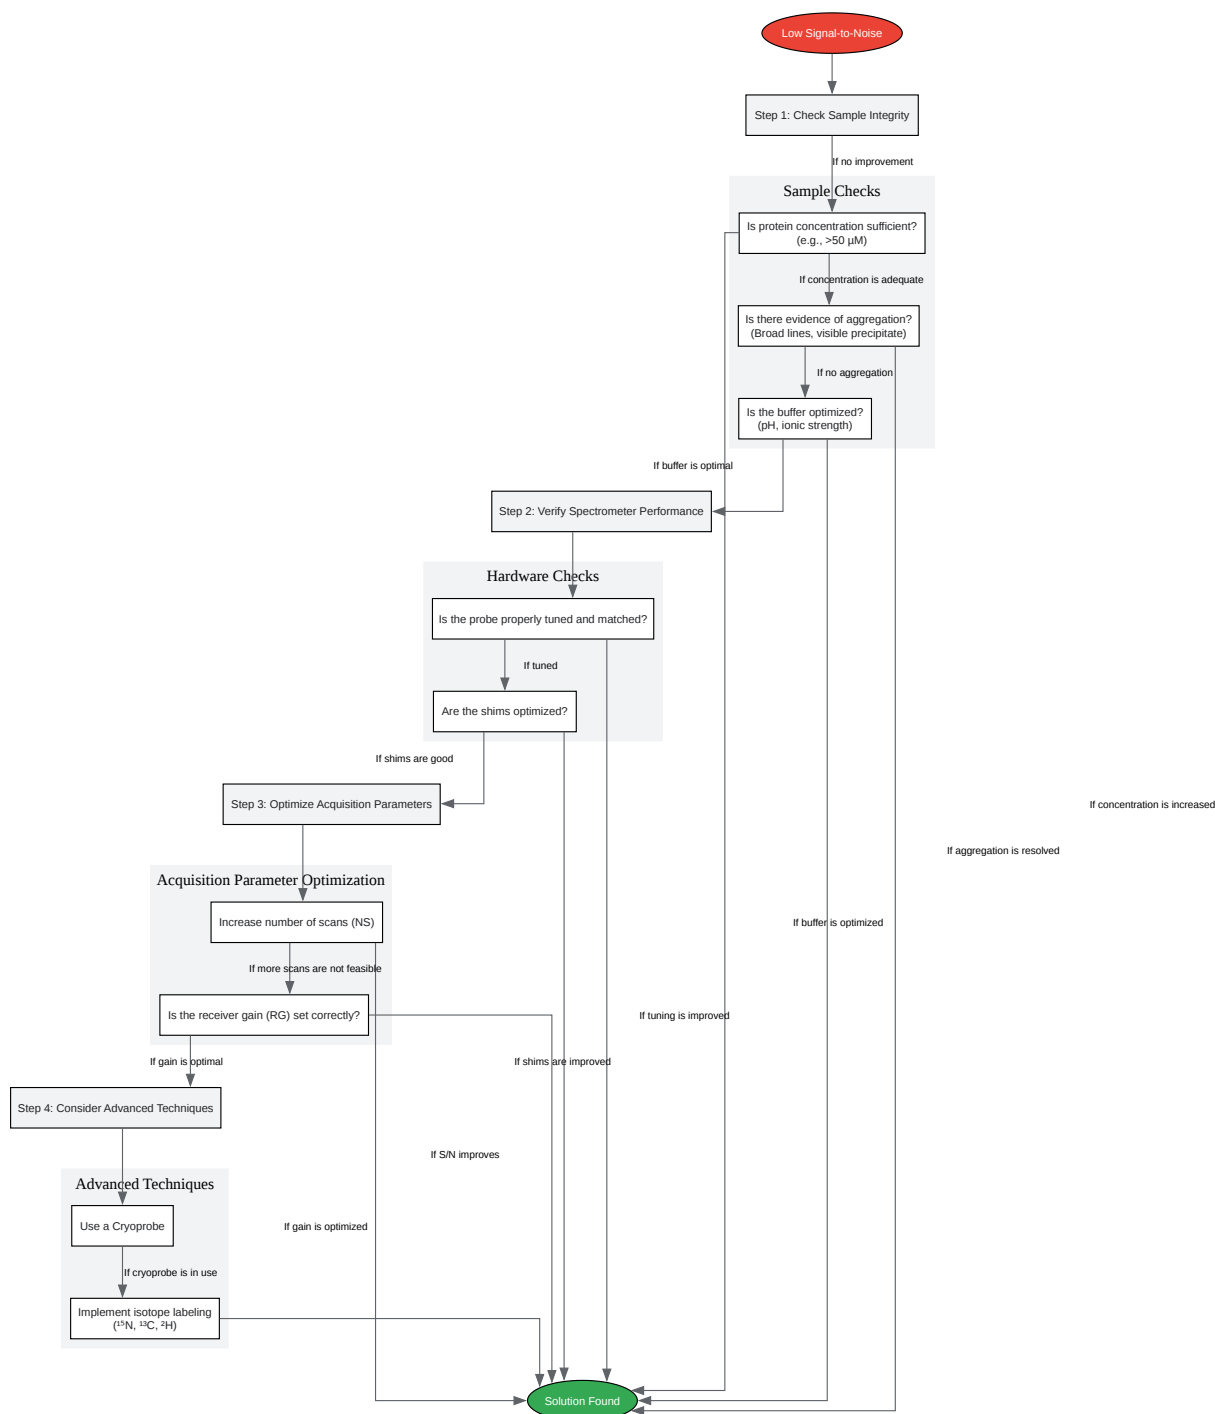 Low Signal-to-Noise
Step 1: Check Sample Integrity
If no improvement
Sample Checks
Is protein concentration sufficient?
(e.g., >50 µM)
If concentration is adequate
Is there evidence of aggregation?
(Broad lines, visible precipitate)
If no aggregation
Is the buffer optimized?
(pH, ionic strength)
If buffer is optimal
Step 2: Verify Spectrometer Performance
Hardware Checks
Is the probe properly tuned and matched?
If tuned
Are the shims optimized?
If shims are good
Step 3: Optimize Acquisition Parameters
If concentration is increased
If aggregation is resolved
Acquisition Parameter Optimization
Increase number of scans (NS)
If buffer is optimized
If more scans are not feasible
Is the receiver gain (RG) set correctly?
If tuning is improved
If gain is optimal
If shims are improved
Step 4: Consider Advanced Techniques
If S/N improves
Advanced Techniques
Use a Cryoprobe
If gain is optimized
If cryoprobe is in use
Implement isotope labeling
(¹⁵N, ¹³C, ²H)
Solution Found